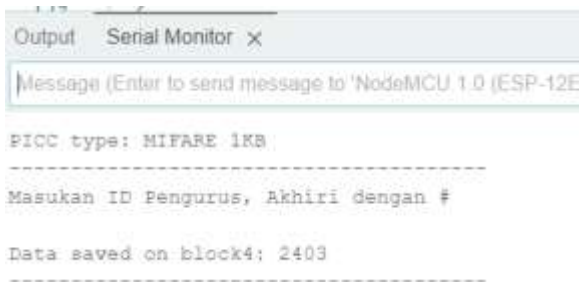 Output Serial Monitor ×
Message (Enter to send message to 'NodeMCU 1.0 (ESP-12E
PICC type: MIFARE 1KB
----------------------------------------
Masukan ID Pengurus, Akhiri dengan #
Data saved on block4: 2403
----------------------------------------